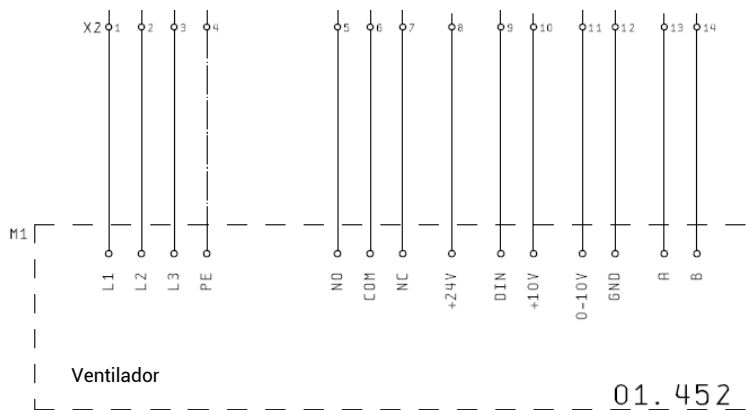 X2 1 2 3 4 5 6 7 8 9 10 11 12 13 14
M1
L1 L2 L3 PE NO COM NC +24V DIN +10V 0-10V GND A B
Ventilador
01.452